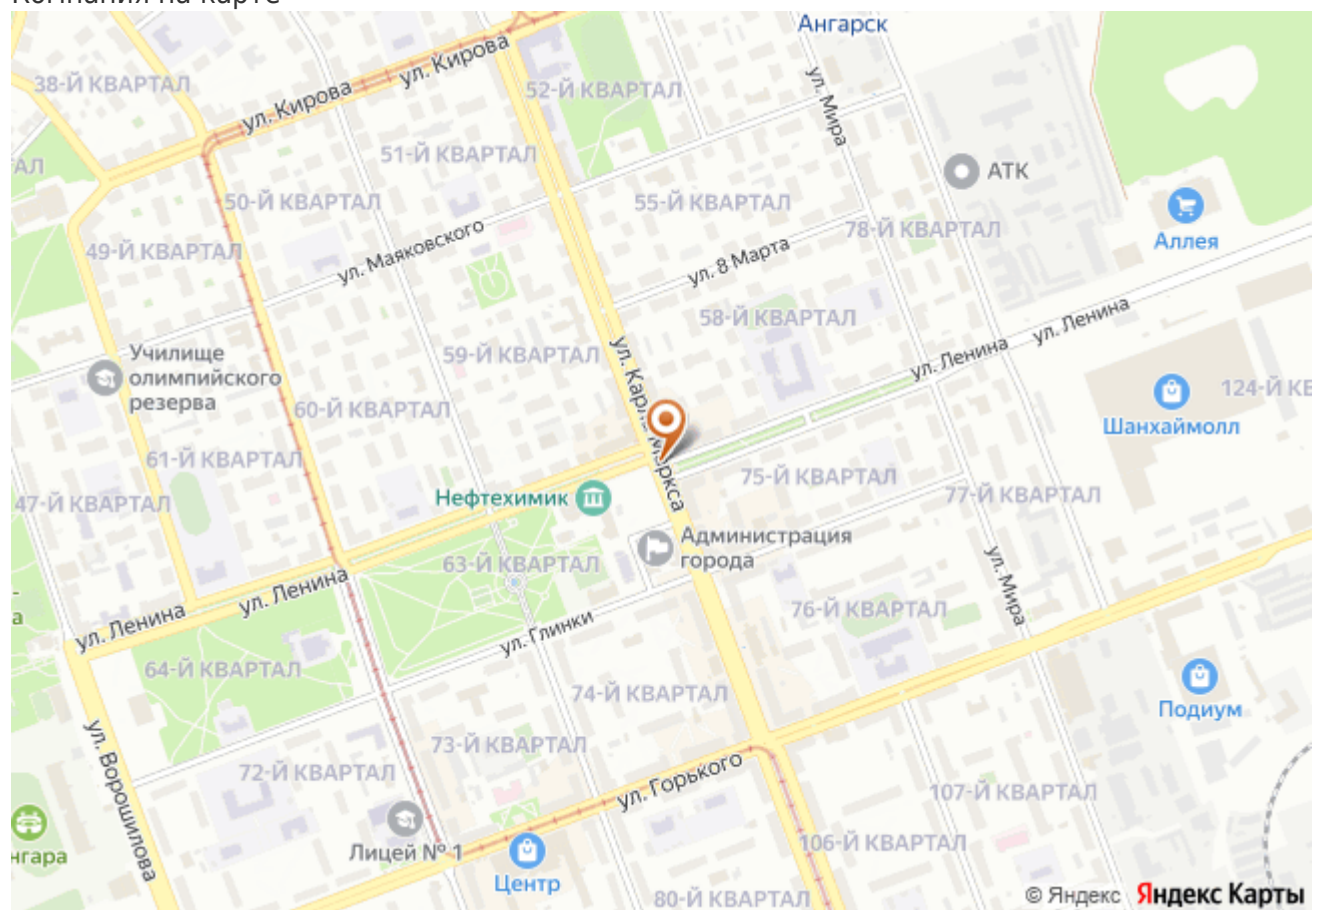 Компания на карте
Ангарск
ул. Кирова
ул. Мира
38-Й КВАРТАЛ
52-Й КВАРТАЛ
ул. Кирова
51-Й КВАРТАЛ
АЛ
АТК
50-Й КВАРТАЛ
55-Й КВАРТАЛ
78-Й КВАРТАЛ
Аллея
49-Й КВАРТАЛ
ул. Маяковского
ул. 8 Марта
58-Й КВАРТАЛ
ул. Ленина
ул. Ленина
Училище
олимпийского
резерва
59-Й КВАРТАЛ
ул. Карла Маркса
124-Й КВ
60-Й КВАРТАЛ
Шанхаймолл
61-Й КВАРТАЛ
75-Й КВАРТАЛ
47-Й КВАРТАЛ
Нефтехимик
77-Й КВАРТАЛ
Администрация
города
63-Й КВАРТАЛ
ул. Мира
ул. Ленина
ул. Ленина
а
76-Й КВАРТАЛ
ул. Глинки
64-Й КВАРТАЛ
74-Й КВАРТАЛ
Подиум
73-Й КВАРТАЛ
ул. Ворошилова
72-Й КВАРТАЛ
ул. Горького
107-Й КВАРТАЛ
нгара
Лицей № 1
106-Й КВАРТАЛ
Центр
80-Й КВАРТАЛ
© Яндекс Яндекс Карты